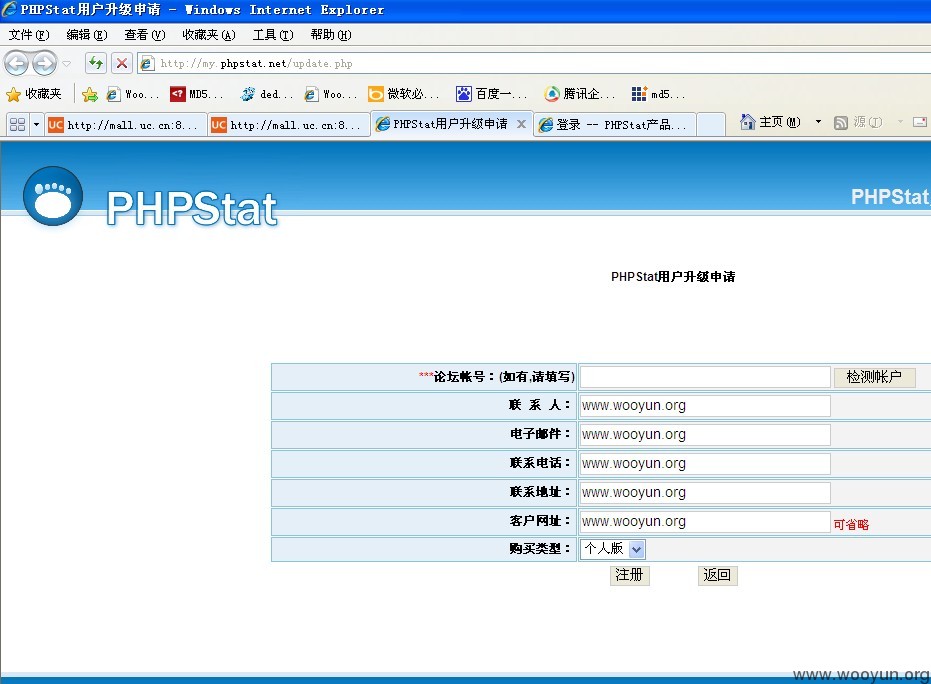 PHPStat用户升级申请 - Windows Internet Explorer
文件(F) 编辑(E) 查看(V) 收藏夹(A) 工具(T) 帮助(H)
http://my.phpstat.net/update.php
收藏夹 Woo... MD5... ded... Woo... 微软必... 百度一... 腾讯企... md5...
UC http://mall.uc.cn:8... UC http://mall.uc.cn:8... PHPStat用户升级申请 X 登录 -- PHPStat产品... 主页(M) 源(J)
PHPStat PHPStat
PHPStat用户升级申请
***论坛帐号：(如有,请填写) 检测帐户
联 系 人： www.wooyun.org
电子邮件： www.wooyun.org
联系电话： www.wooyun.org
联系地址： www.wooyun.org
客户网址： www.wooyun.org 可省略
购买类型： 个人版
注册 返回
www.wooyun.org